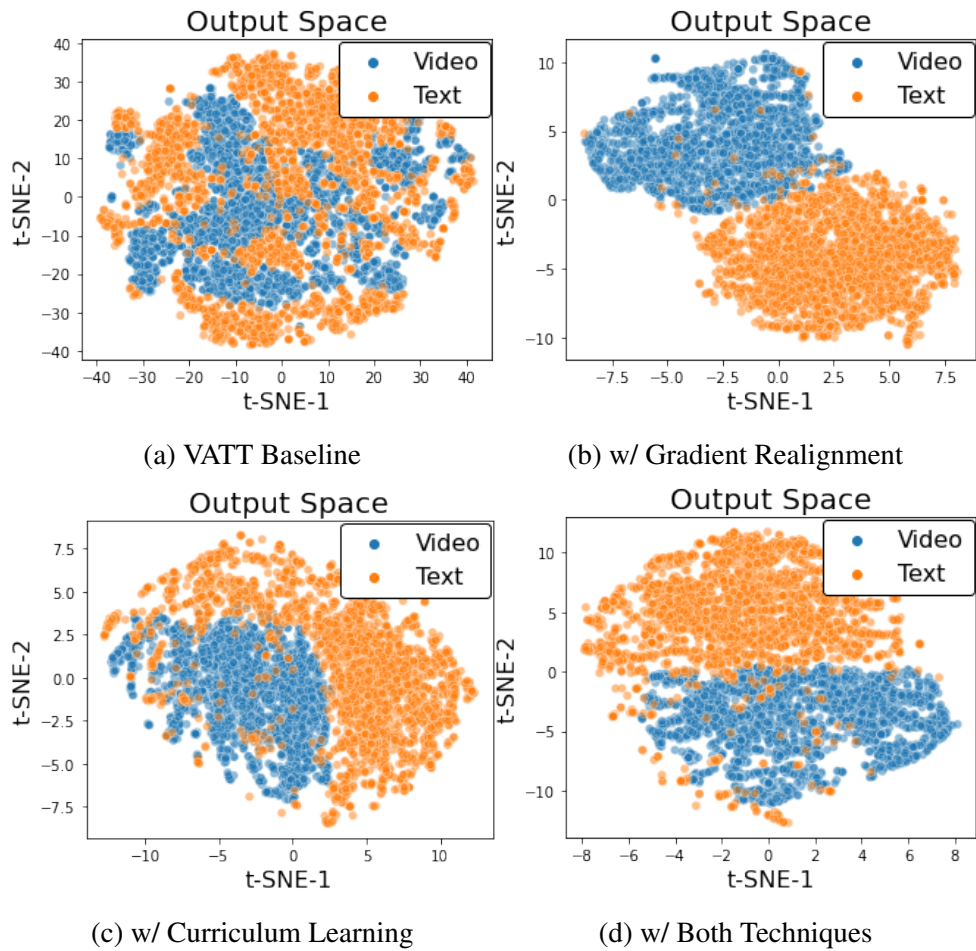 Output Space
Video
Text
40
30
20
10
0
−10
−20
−30
−40
t-SNE-2
−40 −30 −20 −10 0 10 20 30 40
t-SNE-1
(a) VATT Baseline
Output Space
Video
Text
10
5
0
−5
−10
t-SNE-2
−7.5 −5.0 −2.5 0.0 2.5 5.0 7.5
t-SNE-1
(b) w/ Gradient Realignment
Output Space
Video
Text
7.5
5.0
2.5
0.0
−2.5
−5.0
−7.5
t-SNE-2
−10 −5 0 5 10
t-SNE-1
(c) w/ Curriculum Learning
Output Space
Video
Text
10
5
0
−5
−10
t-SNE-2
−8 −6 −4 −2 0 2 4 6 8
t-SNE-1
(d) w/ Both Techniques